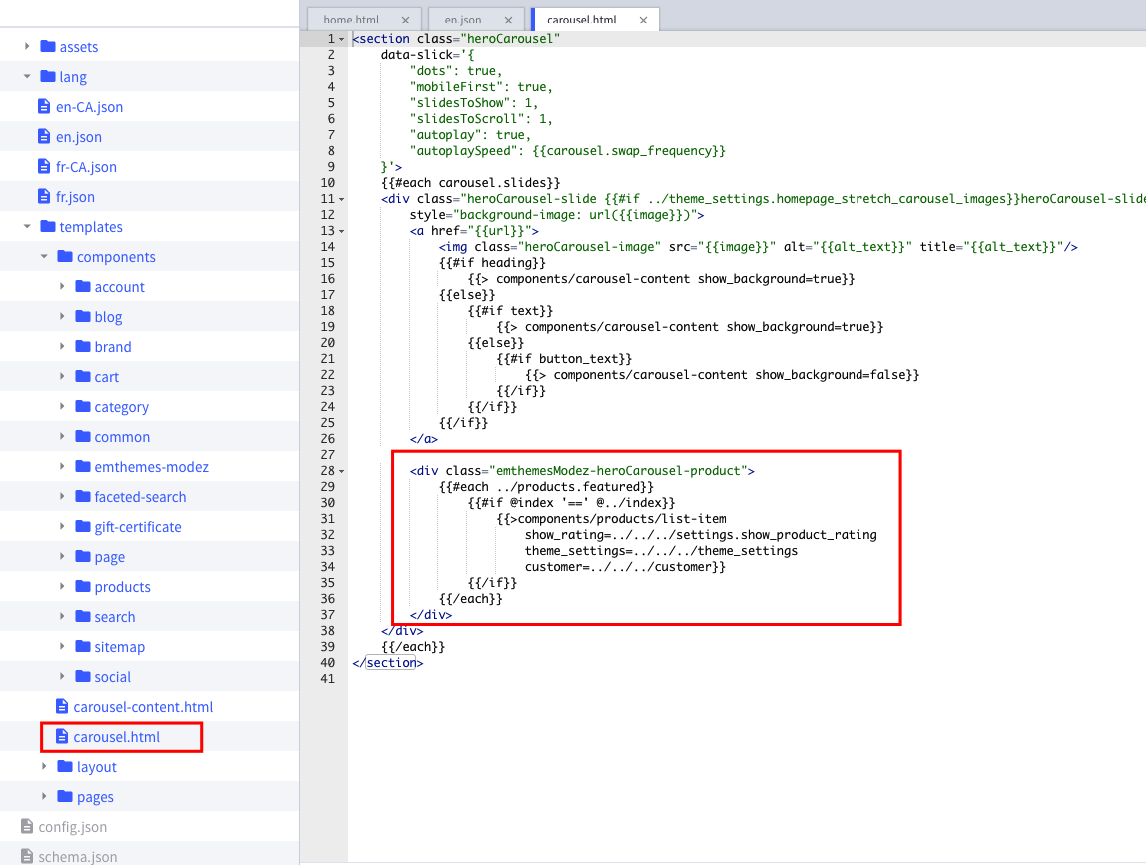 home.html ×
en.json ×
carousel.html ×
assets
lang
en-CA.json
en.json
fr-CA.json
fr.json
templates
components
account
blog
brand
cart
category
common
emthemes-modez
faceted-search
gift-certificate
page
products
search
sitemap
social
carousel-content.html
carousel.html
layout
pages
config.json
schema.json
1 <section class="heroCarousel"
2 data-slick='{
3 "dots": true,
4 "mobileFirst": true,
5 "slidesToShow": 1,
6 "slidesToScroll": 1,
7 "autoplay": true,
8 "autoplaySpeed": {{carousel.swap_frequency}}
9 }'>
10 {{#each carousel.slides}}
11 <div class="heroCarousel-slide {{#if ../theme_settings.homepage_stretch_carousel_images}}heroCarousel-slide
12 style="background-image: url({{image}})">
13 <a href="{{url}}">
14 <img class="heroCarousel-image" src="{{image}}" alt="{{alt_text}}" title="{{alt_text}}"/>
15 {{#if heading}}
16 {{> components/carousel-content show_background=true}}
17 {{else}}
18 {{#if text}}
19 {{> components/carousel-content show_background=true}}
20 {{else}}
21 {{#if button_text}}
22 {{> components/carousel-content show_background=false}}
23 {{/if}}
24 {{/if}}
25 {{/if}}
26 </a>
27
28 <div class="emthemesModez-heroCarousel-product">
29 {{#each ../products.featured}}
30 {{#if @index '==' @../index}}
31 {{>components/products/list-item
32 show_rating=../../../settings.show_product_rating
33 theme_settings=../../../theme_settings
34 customer=../../../customer}}
35 {{/if}}
36 {{/each}}
37 </div>
38 </div>
39 {{/each}}
40 </section>
41